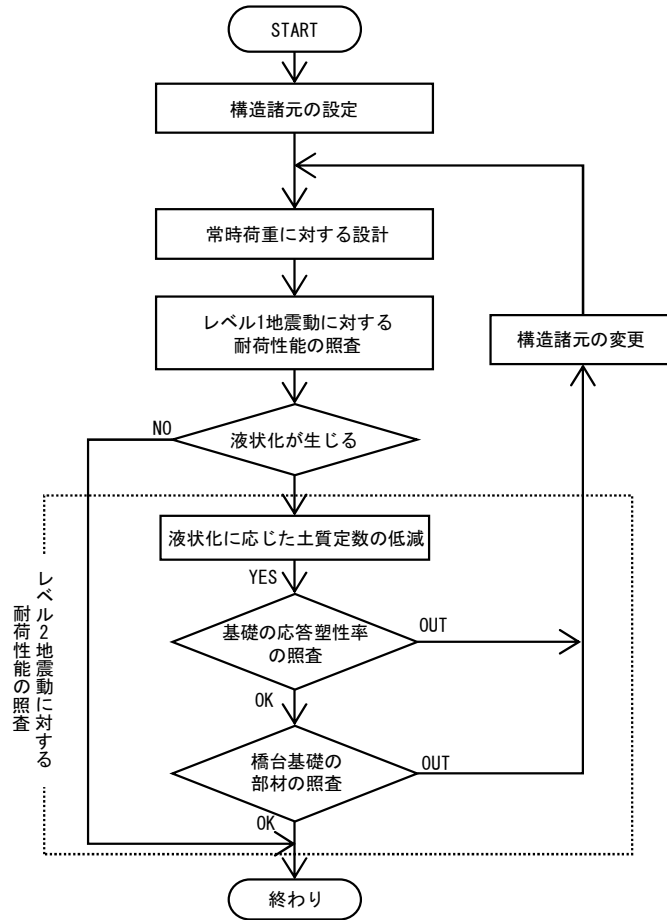 START
構造諸元の設定
常時荷重に対する設計
レベル1地震動に対する
耐荷性能の照査
構造諸元の変更
NO
液状化が生じる
液状化に応じた土質定数の低減
YES
基礎の応答塑性率
の照査
OUT
OK
橋台基礎の
部材の照査
OUT
OK
レベル2地震動に対する
耐荷性能の照査
終わり